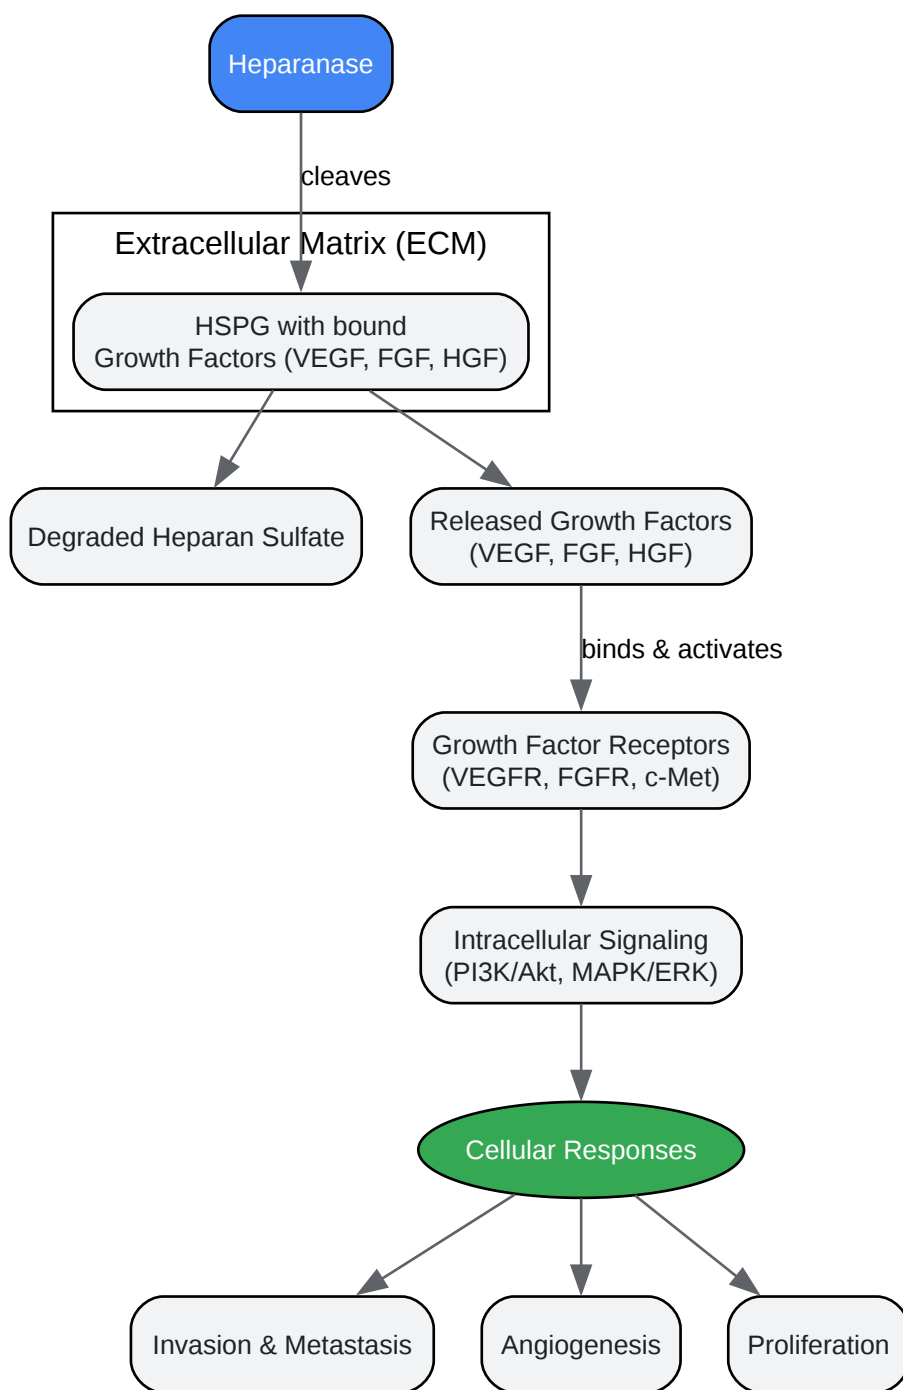 Heparanase
cleaves
Extracellular Matrix (ECM)
HSPG with bound
Growth Factors (VEGF, FGF, HGF)
Degraded Heparan Sulfate
Released Growth Factors
(VEGF, FGF, HGF)
binds & activates
Growth Factor Receptors
(VEGFR, FGFR, c-Met)
Intracellular Signaling
(PI3K/Akt, MAPK/ERK)
Cellular Responses
Invasion & Metastasis
Angiogenesis
Proliferation